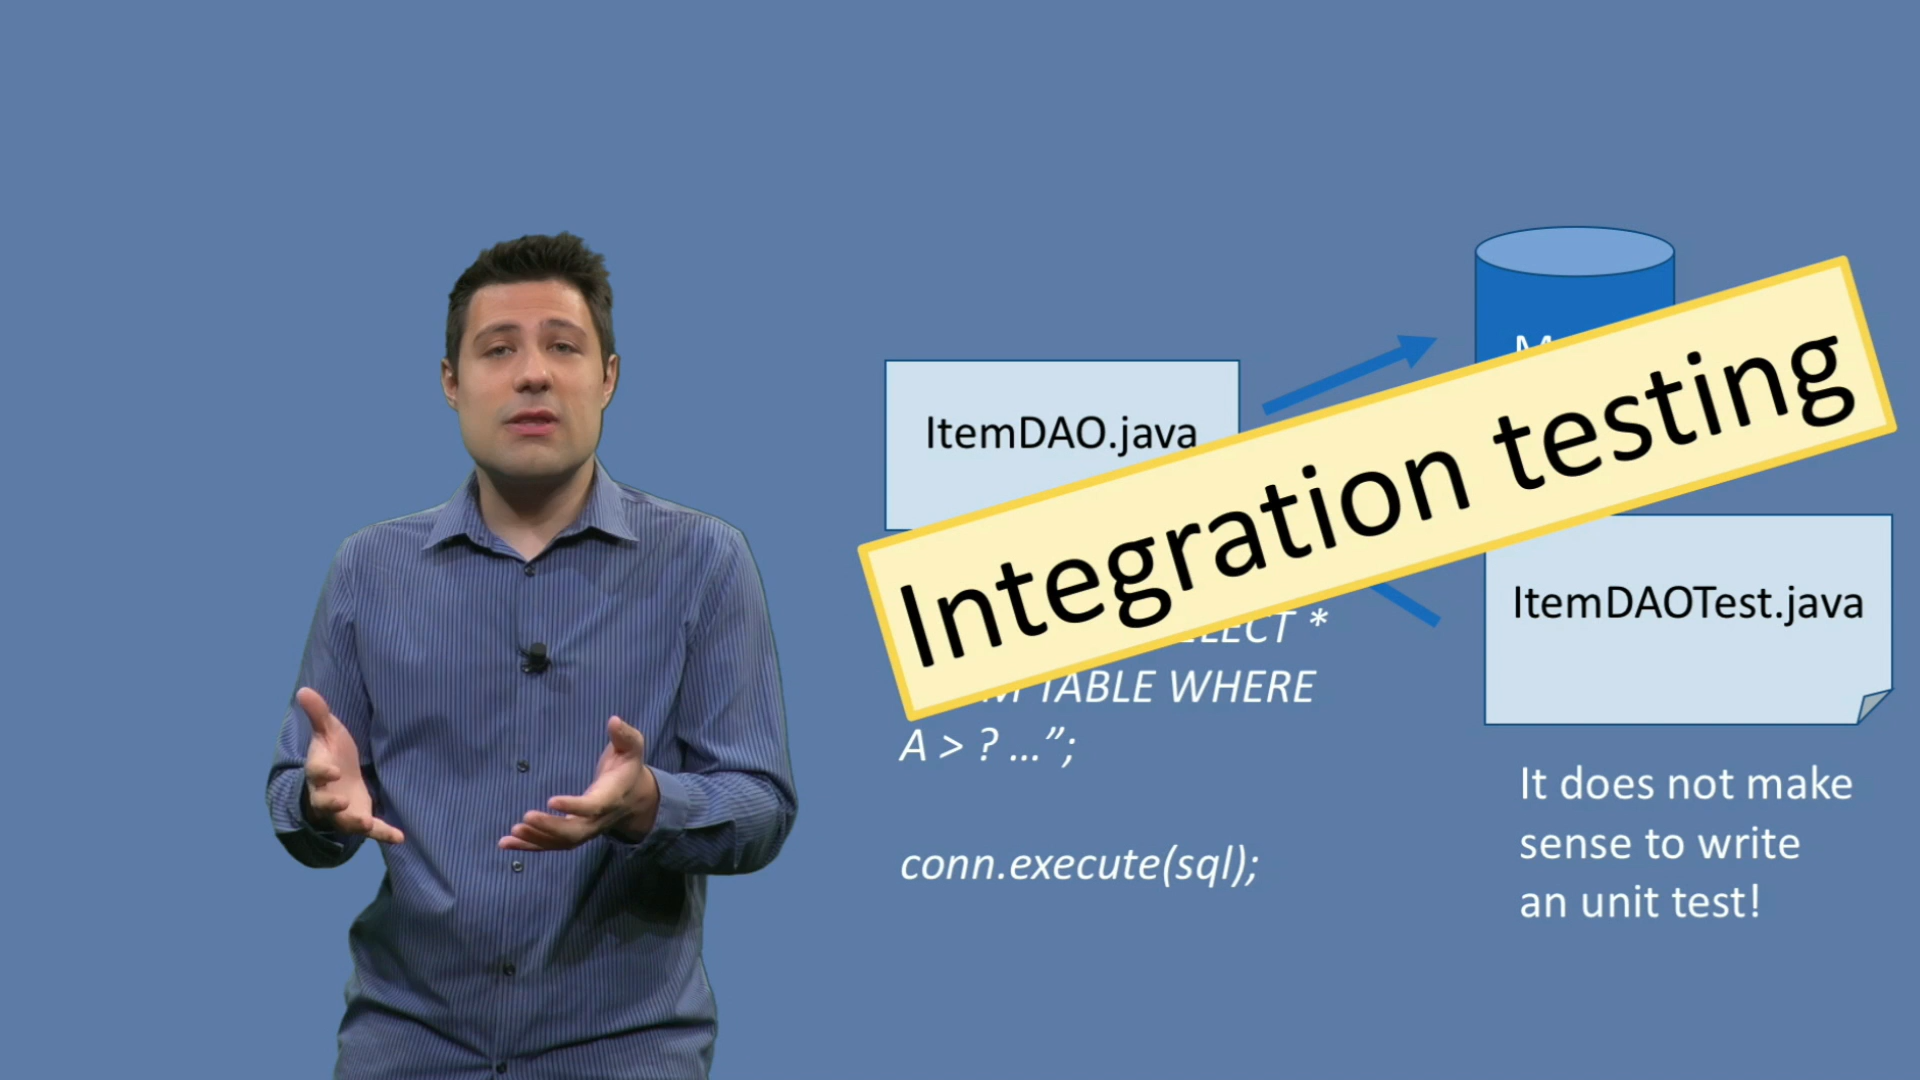 ItemDAO.java
Integration testing
ItemDAOTest.java
*
TABLE WHERE
A > ? …”;
conn.execute(sql);
It does not make
sense to write
an unit test!